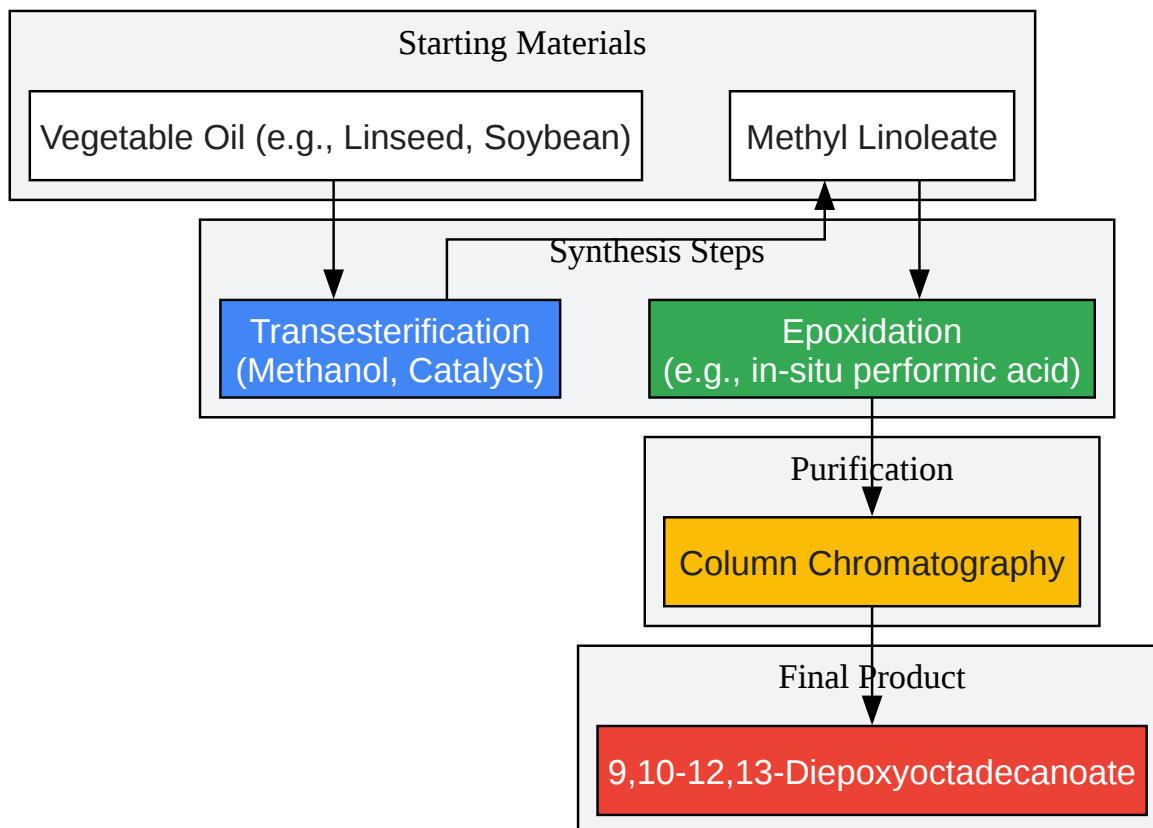 Starting Materials
Vegetable Oil (e.g., Linseed, Soybean)
Methyl Linoleate
Synthesis Steps
Transesterification
(Methanol, Catalyst)
Epoxidation
(e.g., in-situ performic acid)
Purification
Column Chromatography
Final Product
9,10-12,13-Diepoxyoctadecanoate